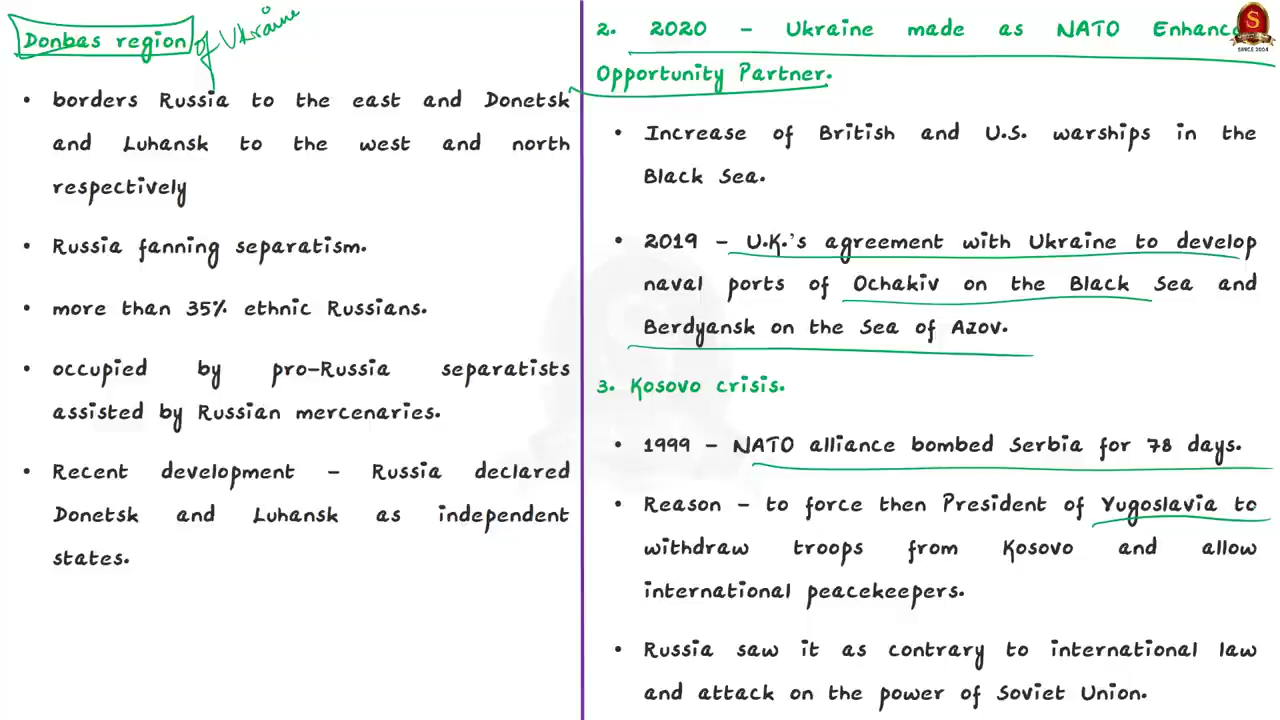 Donbas region of Ukraine
• borders Russia to the east and Donetsk
and Luhansk to the west and north
respectively
• Russia fanning separatism.
• more than 35% ethnic Russians.
• occupied by pro-Russia separatists
assisted by Russian mercenaries.
• Recent development - Russia declared
Donetsk and Luhansk as independent
states.
2. 2020 - Ukraine made as NATO Enhance
Opportunity Partner.
• Increase of British and U.S. warships in the
Black Sea.
• 2019 - U.K.'s agreement with Ukraine to develop
naval ports of Ochakiv on the Black Sea and
Berdyansk on the Sea of Azov.
3. Kosovo crisis.
• 1999 - NATO alliance bombed Serbia for 78 days.
• Reason - to force then President of Yugoslavia to
withdraw troops from Kosovo and allow
international peacekeepers.
• Russia saw it as contrary to international law
and attack on the power of Soviet Union.
S
SINCE 2004